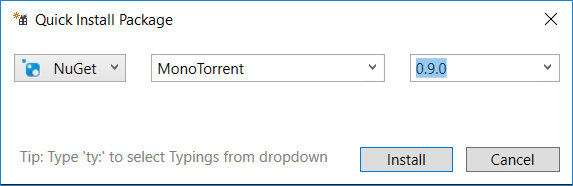 Quick Install Package
NuGet MonoTorrent 0.9.0
Tip: Type 'ty:' to select Typings from dropdown Install Cancel